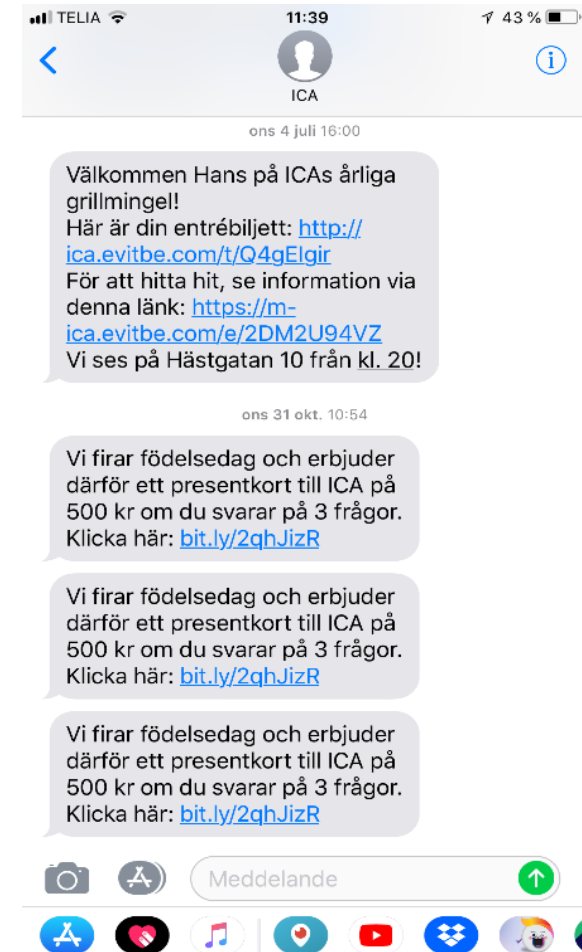 TELIA 11:39 43 %
ICA
ons 4 juli 16:00
Välkommen Hans på ICAs årliga
grillmingel!
Här är din entrébiljett: http://
ica.evitbe.com/t/Q4gElgir
För att hitta hit, se information via
denna länk: https://m-
ica.evitbe.com/e/2DM2U94VZ
Vi ses på Hästgatan 10 från kl. 20!
ons 31 okt. 10:54
Vi firar födelsedag och erbjuder
därför ett presentkort till ICA på
500 kr om du svarar på 3 frågor.
Klicka här: bit.ly/2qhJizR
Vi firar födelsedag och erbjuder
därför ett presentkort till ICA på
500 kr om du svarar på 3 frågor.
Klicka här: bit.ly/2qhJizR
Vi firar födelsedag och erbjuder
därför ett presentkort till ICA på
500 kr om du svarar på 3 frågor.
Klicka här: bit.ly/2qhJizR
Meddelande